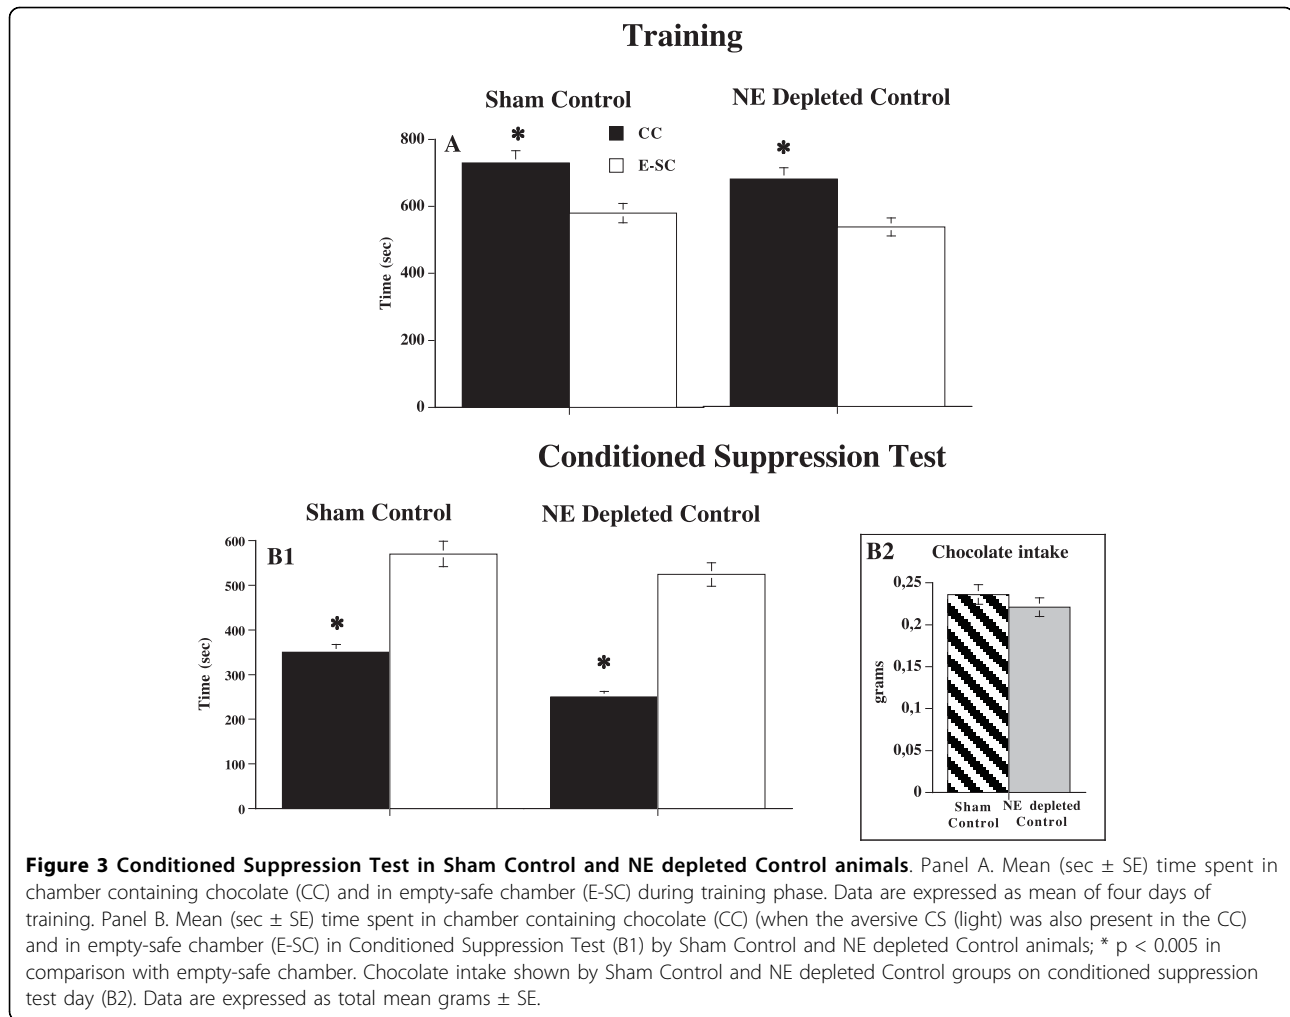 Training
Sham Control
NE Depleted Control
A
CC
E-SC
*
*
Time (sec)
800
600
400
200
0
Conditioned Suppression Test
Sham Control
NE Depleted Control
B1
*
*
Time (sec)
600
500
400
300
200
100
0
B2 Chocolate intake
grams
0,25
0,2
0,15
0,1
0,05
0
Sham NE depleted
Control Control
Figure 3 Conditioned Suppression Test in Sham Control and NE depleted Control animals. Panel A. Mean (sec ± SE) time spent in
chamber containing chocolate (CC) and in empty-safe chamber (E-SC) during training phase. Data are expressed as mean of four days of
training. Panel B. Mean (sec ± SE) time spent in chamber containing chocolate (CC) (when the aversive CS (light) was also present in the CC)
and in empty-safe chamber (E-SC) in Conditioned Suppression Test (B1) by Sham Control and NE depleted Control animals; * p < 0.005 in
comparison with empty-safe chamber. Chocolate intake shown by Sham Control and NE depleted Control groups on conditioned suppression
test day (B2). Data are expressed as total mean grams ± SE.